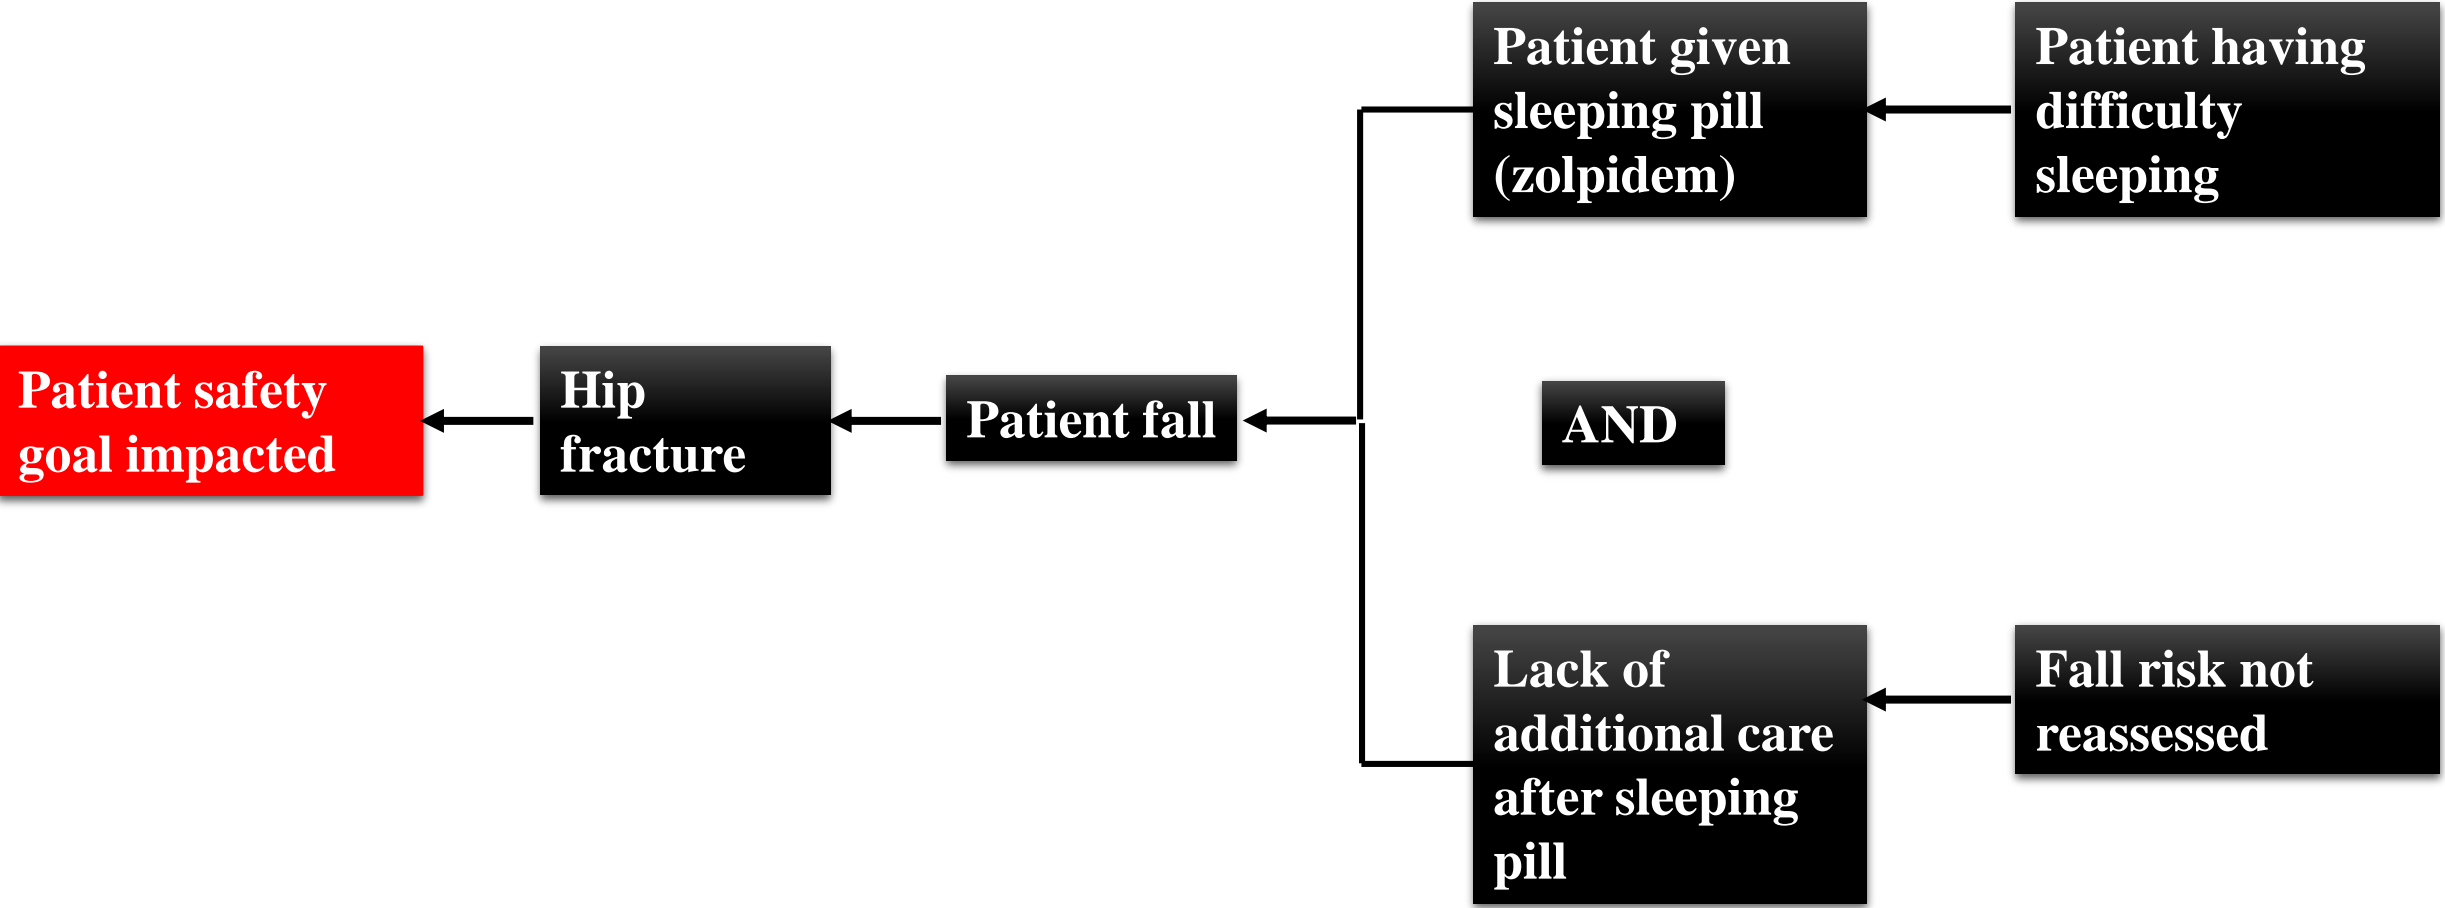 Patient safety
goal impacted
Hip
fracture
Patient fall
Patient given
sleeping pill
(zolpidem)
Patient having
difficulty
sleeping
AND
Lack of
additional care
after sleeping
pill
Fall risk not
reassessed